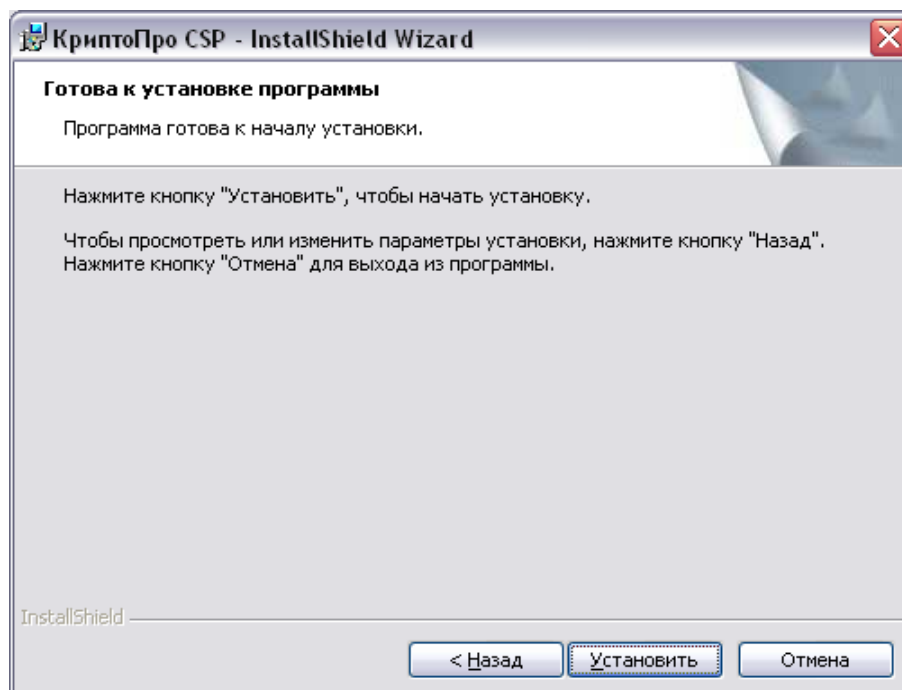 КриптоПро CSP - InstallShield Wizard
Готова к установке программы
Программа готова к началу установки.
Нажмите кнопку "Установить", чтобы начать установку.
Чтобы просмотреть или изменить параметры установки, нажмите кнопку "Назад".
Нажмите кнопку "Отмена" для выхода из программы.
InstallShield
< Назад
Установить
Отмена